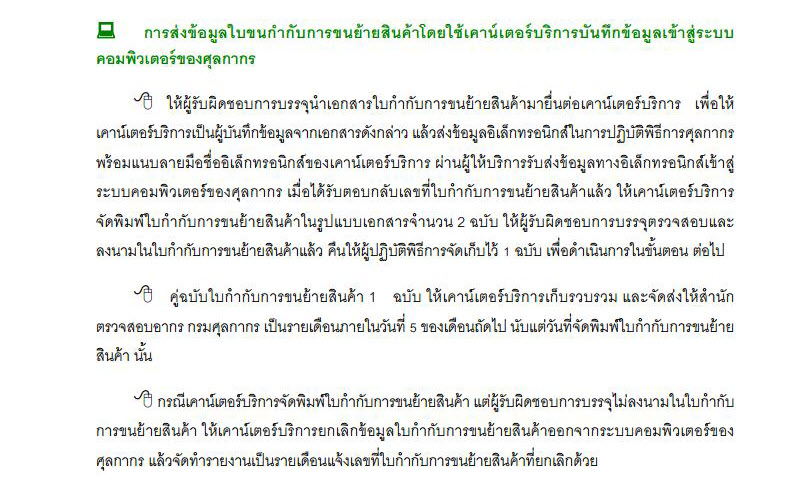 การส่งข้อมูลใบขนกำกับการขนย้ายสินค้าโดยใช้เคาน์เตอร์บริการบันทึกข้อมูลเข้าสู่ระบบ
คอมพิวเตอร์ของศุลกากร
ให้ผู้รับผิดชอบการบรรจุนำเอกสารใบกำกับการขนย้ายสินค้ามายื่นต่อเคาน์เตอร์บริการ เพื่อให้
เคาน์เตอร์บริการเป็นผู้บันทึกข้อมูลจากเอกสารดังกล่าว แล้วส่งข้อมูลอิเล็กทรอนิกส์ในการปฏิบัติพิธีการศุลกากร
พร้อมแนบลายมือชื่ออิเล็กทรอนิกส์ของเคาน์เตอร์บริการ ผ่านผู้ให้บริการรับส่งข้อมูลทางอิเล็กทรอนิกส์เข้าสู่
ระบบคอมพิวเตอร์ของศุลกากร เมื่อได้รับตอบกลับเลขที่ใบกำกับการขนย้ายสินค้าแล้ว ให้เคาน์เตอร์บริการ
จัดพิมพ์ใบกำกับการขนย้ายสินค้าในรูปแบบเอกสารจำนวน 2 ฉบับ ให้ผู้รับผิดชอบการบรรจุตรวจสอบและ
ลงนามในใบกำกับการขนย้ายสินค้าแล้ว คืนให้ผู้ปฏิบัติพิธีการจัดเก็บไว้ 1 ฉบับ เพื่อดำเนินการในขั้นตอน ต่อไป
คู่ฉบับใบกำกับการขนย้ายสินค้า 1 ฉบับ ให้เคาน์เตอร์บริการเก็บรวบรวม และจัดส่งให้สำนัก
ตรวจสอบอากร กรมศุลกากร เป็นรายเดือนภายในวันที่ 5 ของเดือนถัดไป นับแต่วันที่จัดพิมพ์ใบกำกับการขนย้าย
สินค้า นั้น
กรณีเคาน์เตอร์บริการจัดพิมพ์ใบกำกับการขนย้ายสินค้า แต่ผู้รับผิดชอบการบรรจุไม่ลงนามในใบกำกับ
การขนย้ายสินค้า ให้เคาน์เตอร์บริการยกเลิกข้อมูลใบกำกับการขนย้ายสินค้าออกจากระบบคอมพิวเตอร์ของ
ศุลกากร แล้วจัดทำรายงานเป็นรายเดือนแจ้งเลขที่ใบกำกับการขนย้ายสินค้าที่ยกเลิกด้วย